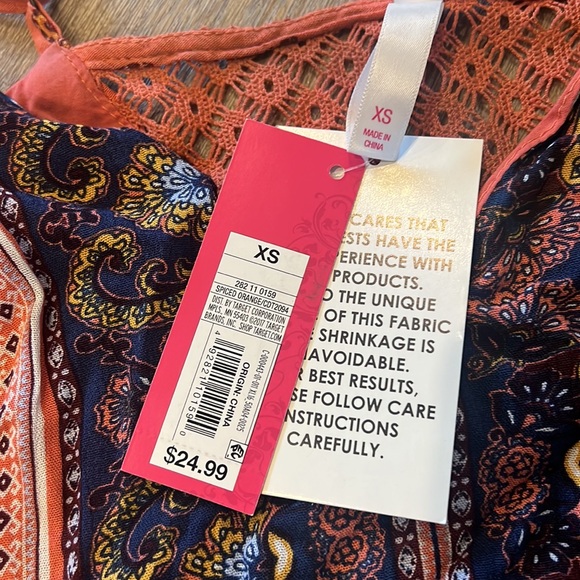 XS
MADE IN
CHINA
XS
282 11 0159
SPICED ORANGE/CDT2094
DIST. BY TARGET CORPORATION
MPLS, MN 55403 ©2017 TARGET
BRANDS, INC. SHOP TARGET.COM
ORIGIN: CHINA
$24.99
CARES THAT
ESTS HAVE THE
PERIENCE WITH
PRODUCTS.
O THE UNIQUE
OF THIS FABRIC
SHRINKAGE IS
AVOIDABLE.
R BEST RESULTS,
SE FOLLOW CARE
INSTRUCTIONS
CAREFULLY.